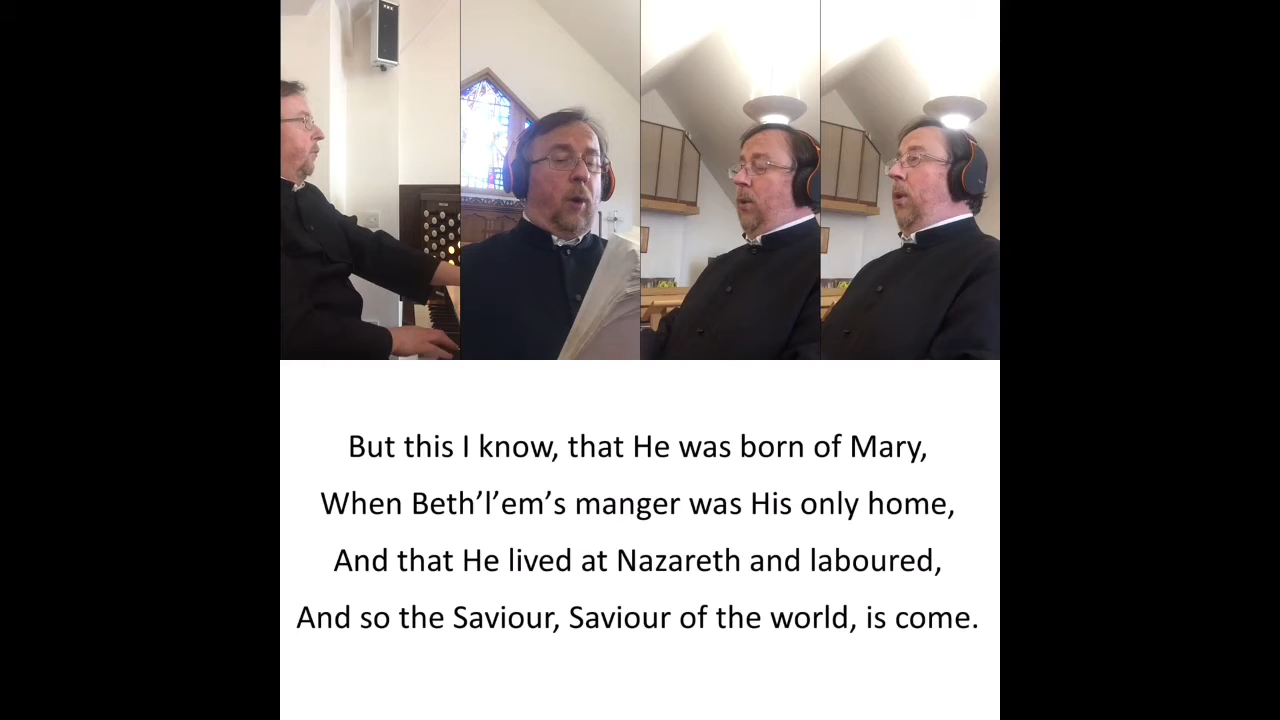 But this I know, that He was born of Mary,
When Beth’l’em’s manger was His only home,
And that He lived at Nazareth and laboured,
And so the Saviour, Saviour of the world, is come.